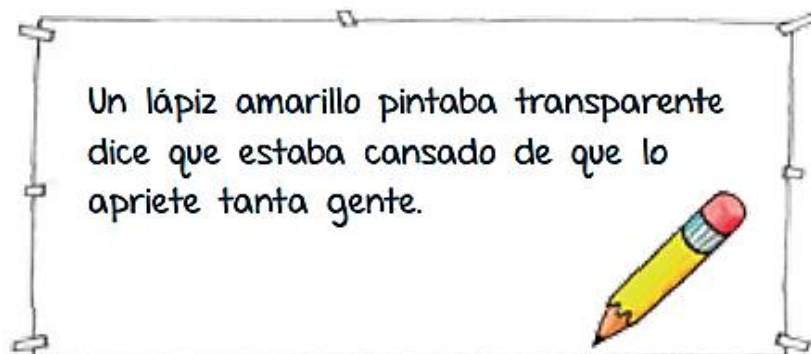 Un lápiz amarillo pintaba transparente
dice que estaba cansado de que lo
apriete tanta gente.